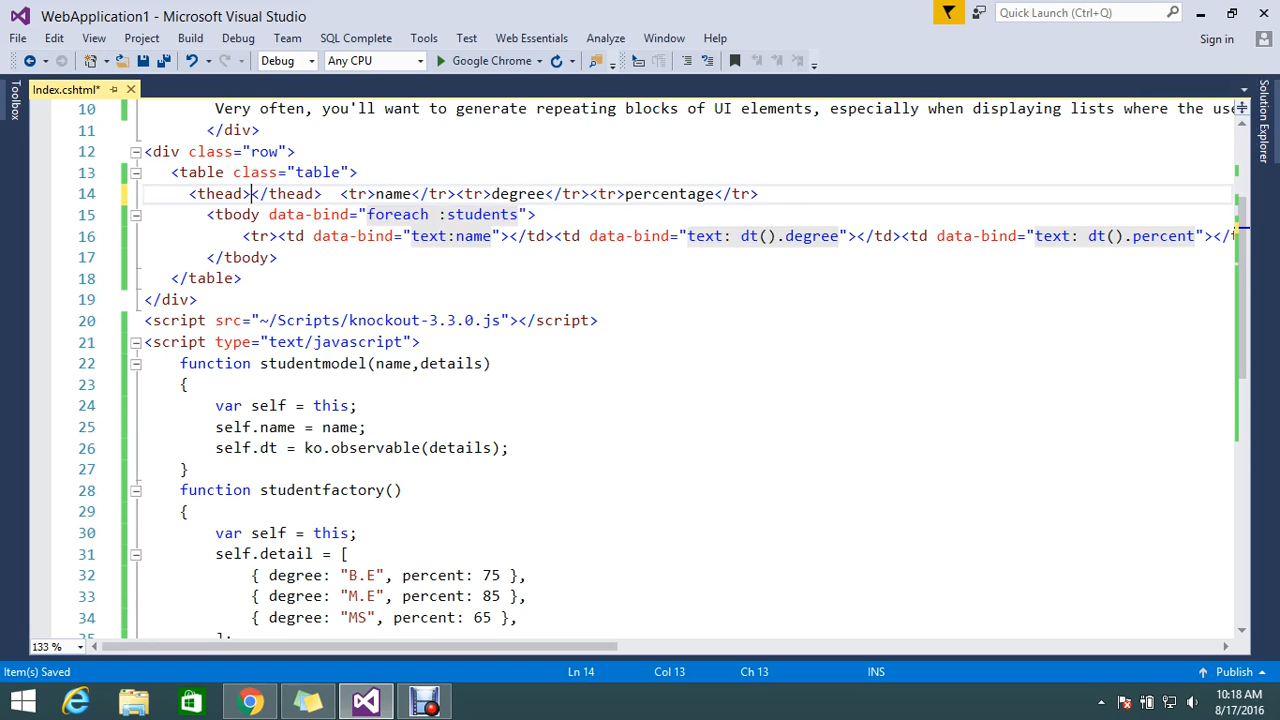 WebApplication1 - Microsoft Visual Studio
Quick Launch (Ctrl+Q)
File Edit View Project Build Debug Team SQL Complete Tools Test Web Essentials Analyze Window Help
Sign in
Debug Any CPU Google Chrome
Index.cshtml*
Toolbox
Solution Explorer
10 Very often, you'll want to generate repeating blocks of UI elements, especially when displaying lists where the use
11 </div>
12 <div class="row">
13 <table class="table">
14 <thead></thead> <tr>name</tr><tr>degree</tr><tr>percentage</tr>
15 <tbody data-bind="foreach :students">
16 <tr><td data-bind="text:name"></td><td data-bind="text: dt().degree"></td><td data-bind="text: dt().percent"></t
17 </tbody>
18 </table>
19 </div>
20 <script src="~/Scripts/knockout-3.3.0.js"></script>
21 <script type="text/javascript">
22 function studentmodel(name,details)
23 {
24 var self = this;
25 self.name = name;
26 self.dt = ko.observable(details);
27 }
28 function studentfactory()
29 {
30 var self = this;
31 self.detail = [
32 { degree: "B.E", percent: 75 },
33 { degree: "M.E", percent: 85 },
34 { degree: "MS", percent: 65 },
35 ];
133 %
Item(s) Saved Ln 14 Col 13 Ch 13 INS Publish
10:18 AM
8/17/2016